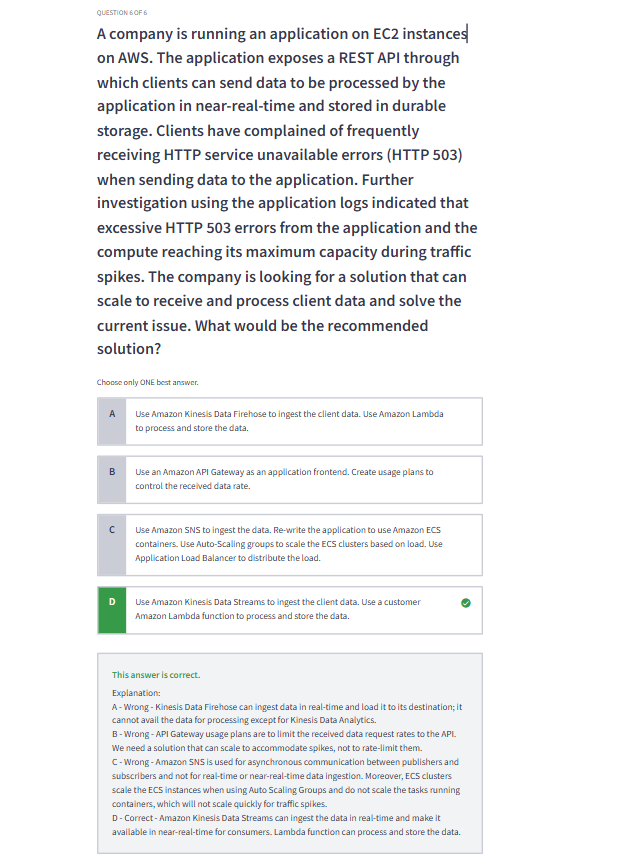 QUESTION 6 OF 6
A company is running an application on EC2 instances
on AWS. The application exposes a REST API through
which clients can send data to be processed by the
application in near-real-time and stored in durable
storage. Clients have complained of frequently
receiving HTTP service unavailable errors (HTTP 503)
when sending data to the application. Further
investigation using the application logs indicated that
excessive HTTP 503 errors from the application and the
compute reaching its maximum capacity during traffic
spikes. The company is looking for a solution that can
scale to receive and process client data and solve the
current issue. What would be the recommended
solution?
Choose only ONE best answer.
A
Use Amazon Kinesis Data Firehose to ingest the client data. Use Amazon Lambda
to process and store the data.
B
Use an Amazon API Gateway as an application frontend. Create usage plans to
control the received data rate.
C
Use Amazon SNS to ingest the data. Re-write the application to use Amazon ECS
containers. Use Auto-Scaling groups to scale the ECS clusters based on load. Use
Application Load Balancer to distribute the load.
D
Use Amazon Kinesis Data Streams to ingest the client data. Use a customer
Amazon Lambda function to process and store the data.
This answer is correct.
Explanation:
A - Wrong - Kinesis Data Firehose can ingest data in real-time and load it to its destination; it
cannot avail the data for processing except for Kinesis Data Analytics.
B - Wrong - API Gateway usage plans are to limit the received data request rates to the API.
We need a solution that can scale to accommodate spikes, not to rate-limit them.
C - Wrong - Amazon SNS is used for asynchronous communication between publishers and
subscribers and not for real-time or near-real-time data ingestion. Moreover, ECS clusters
scale the ECS instances when using Auto Scaling Groups and do not scale the tasks running
containers, which will not scale quickly for traffic spikes.
D - Correct - Amazon Kinesis Data Streams can ingest the data in real-time and make it
available in near-real-time for consumers. Lambda function can process and store the data.